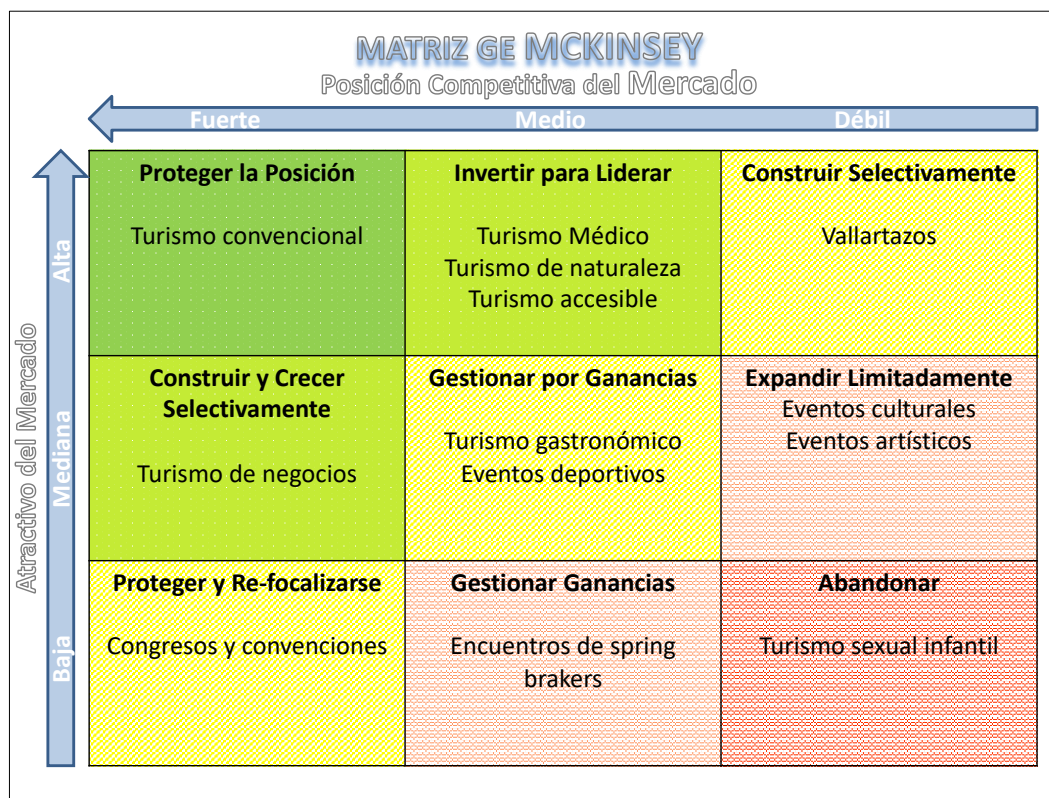 MATRIZ GE MCKINSEY
Posición Competitiva del Mercado
Fuerte
Medio
Débil
Atractivo del Mercado
Alta
Proteger la Posición
Turismo convencional
Invertir para Liderar
Turismo Médico
Turismo de naturaleza
Turismo accesible
Construir Selectivamente
Vallartazos
Mediana
Construir y Crecer
Selectivamente
Turismo de negocios
Gestionar por Ganancias
Turismo gastronómico
Eventos deportivos
Expandir Limitadamente
Eventos culturales
Eventos artísticos
Baja
Proteger y Re-focalizarse
Congresos y convenciones
Gestionar Ganancias
Encuentros de spring
brakers
Abandonar
Turismo sexual infantil